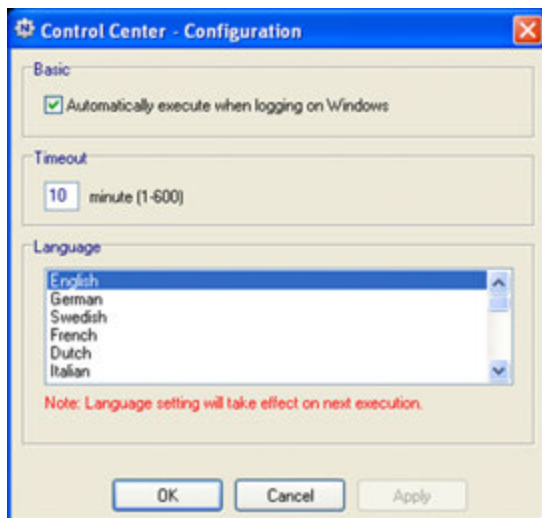 Control Center - Configuration
Basic
Automatically execute when logging on Windows
Timeout
10 minute (1-600)
Language
English
German
Swedish
French
Dutch
Italian
Note: Language setting will take effect on next execution.
OK Cancel Apply